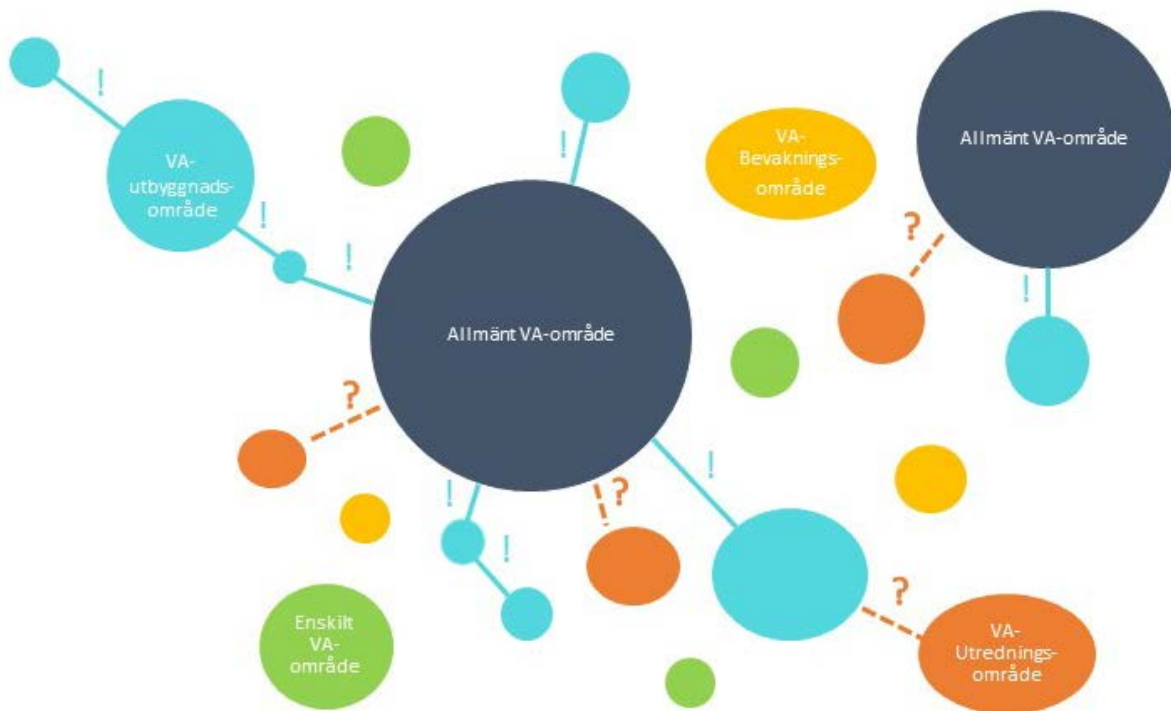 !
!
VA-
Bevaknings-
område
Allmänt VA-område
!
VA-
utbyggnads-
område
!
?
!
!
Allmänt VA-område
?
!
!
?
!
?
Enskilt
VA-
område
VA-
Utrednings-
område